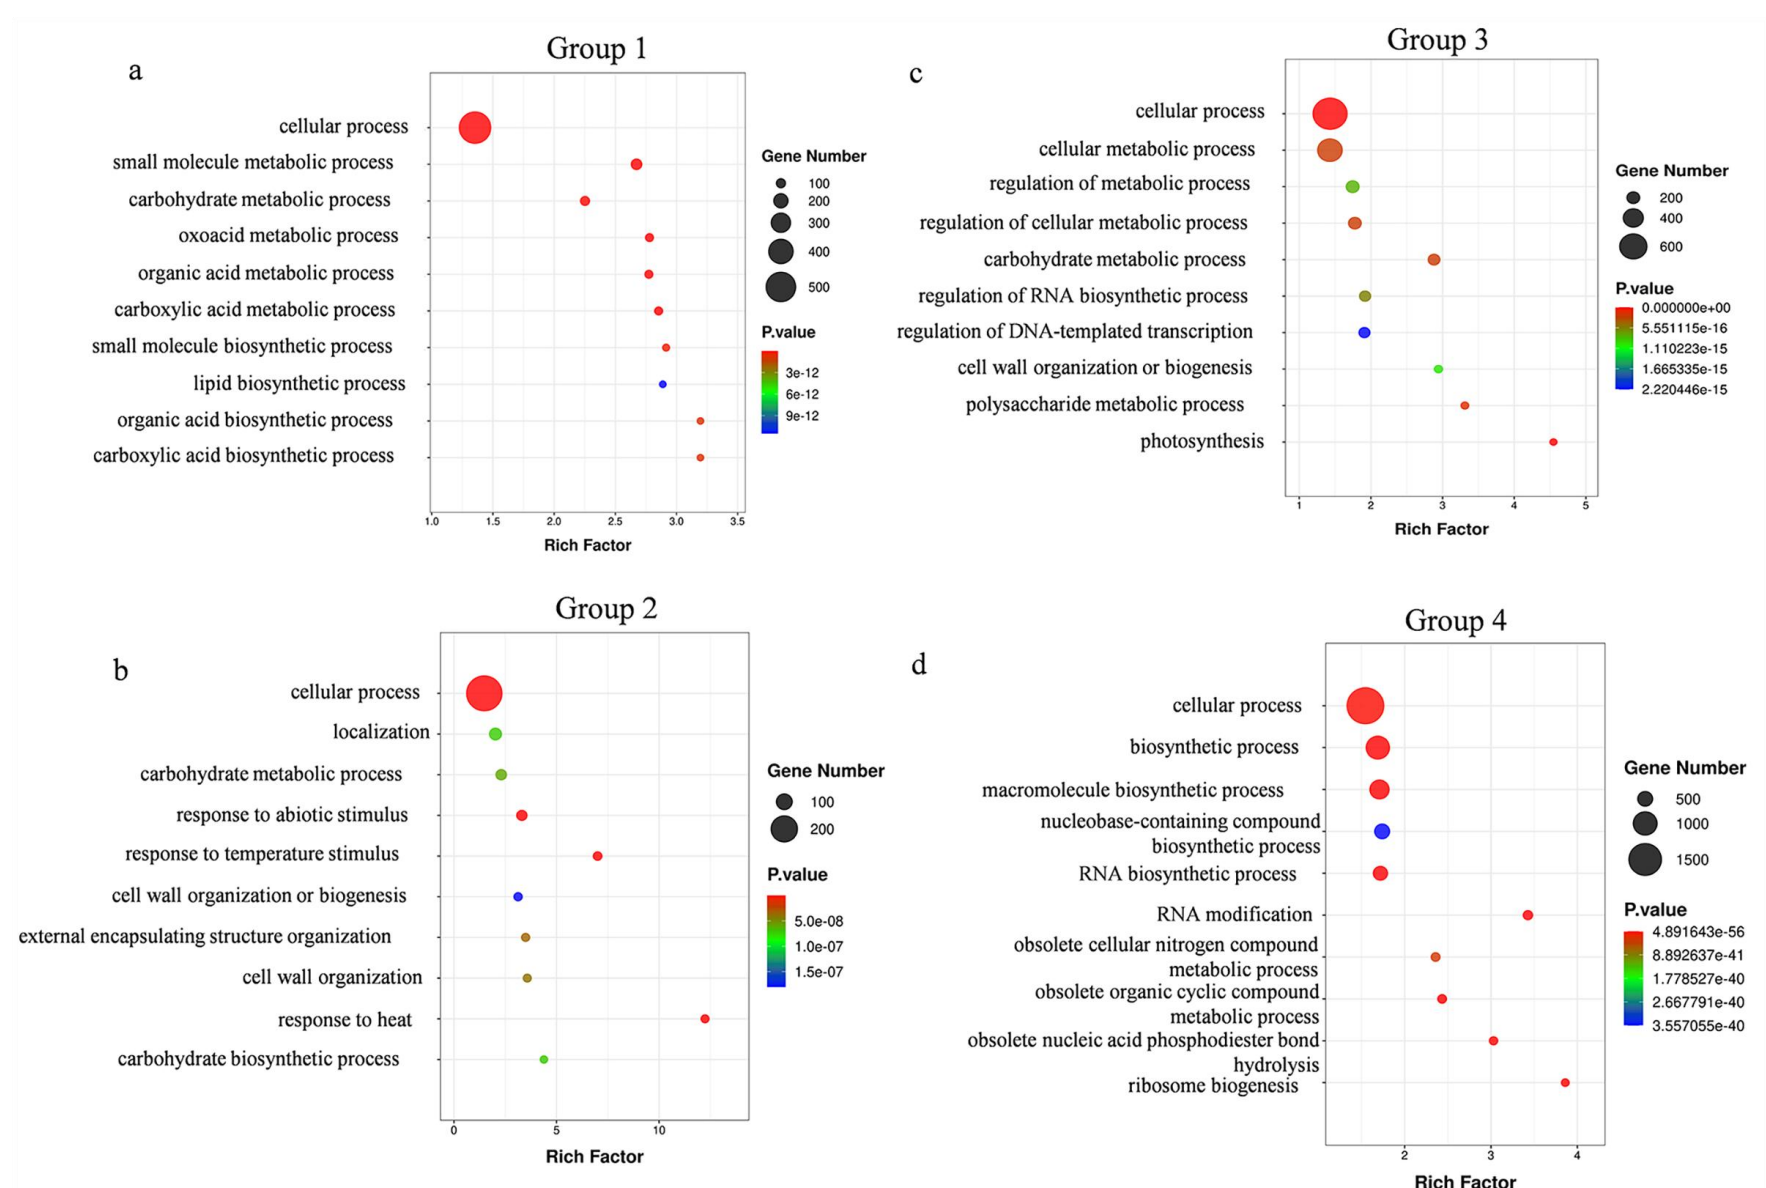 Group 1
a
cellular process
small molecule metabolic process
carbohydrate metabolic process
oxoacid metabolic process
organic acid metabolic process
carboxylic acid metabolic process
small molecule biosynthetic process
lipid biosynthetic process
organic acid biosynthetic process
carboxylic acid biosynthetic process
1.0 1.5 2.0 2.5 3.0 3.5
Rich Factor
Gene Number
100
200
300
400
500
P.value
3e-12
6e-12
9e-12
Group 3
c
cellular process
cellular metabolic process
regulation of metabolic process
regulation of cellular metabolic process
carbohydrate metabolic process
regulation of RNA biosynthetic process
regulation of DNA-templated transcription
cell wall organization or biogenesis
polysaccharide metabolic process
photosynthesis
1 2 3 4 5
Rich Factor
Gene Number
200
400
600
P.value
0.000000e+00
5.551115e-16
1.110223e-15
1.665335e-15
2.220446e-15
Group 2
b
cellular process
localization
carbohydrate metabolic process
response to abiotic stimulus
response to temperature stimulus
cell wall organization or biogenesis
external encapsulating structure organization
cell wall organization
response to heat
carbohydrate biosynthetic process
0 5 10
Rich Factor
Gene Number
100
200
P.value
5.0e-08
1.0e-07
1.5e-07
Group 4
d
cellular process
biosynthetic process
macromolecule biosynthetic process
nucleobase-containing compound
biosynthetic process
RNA biosynthetic process
RNA modification
obsolete cellular nitrogen compound
metabolic process
obsolete organic cyclic compound
metabolic process
obsolete nucleic acid phosphodiester bond
hydrolysis
ribosome biogenesis
2 3 4
Rich Factor
Gene Number
500
1000
1500
P.value
4.891643e-56
8.892637e-41
1.778527e-40
2.667791e-40
3.557055e-40